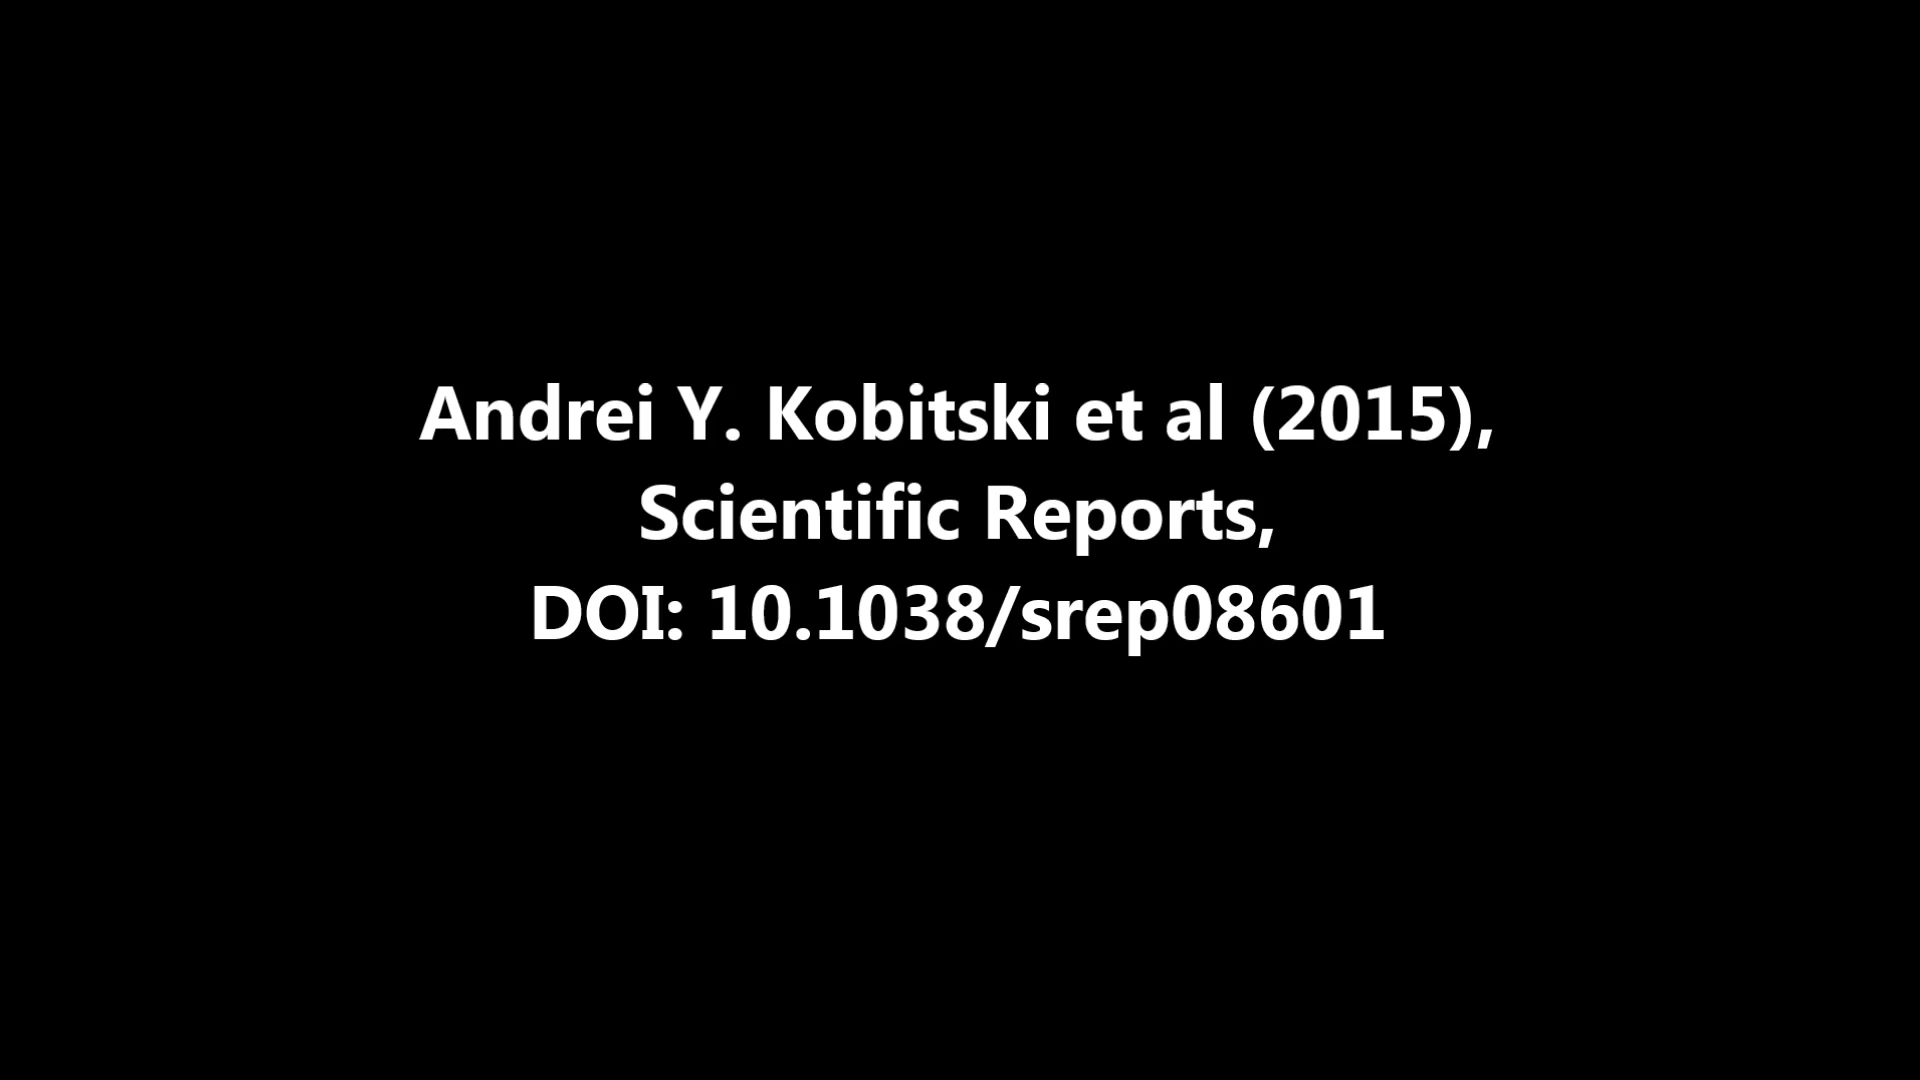 Andrei Y. Kobitski et al (2015),
Scientific Reports,
DOI: 10.1038/srep08601